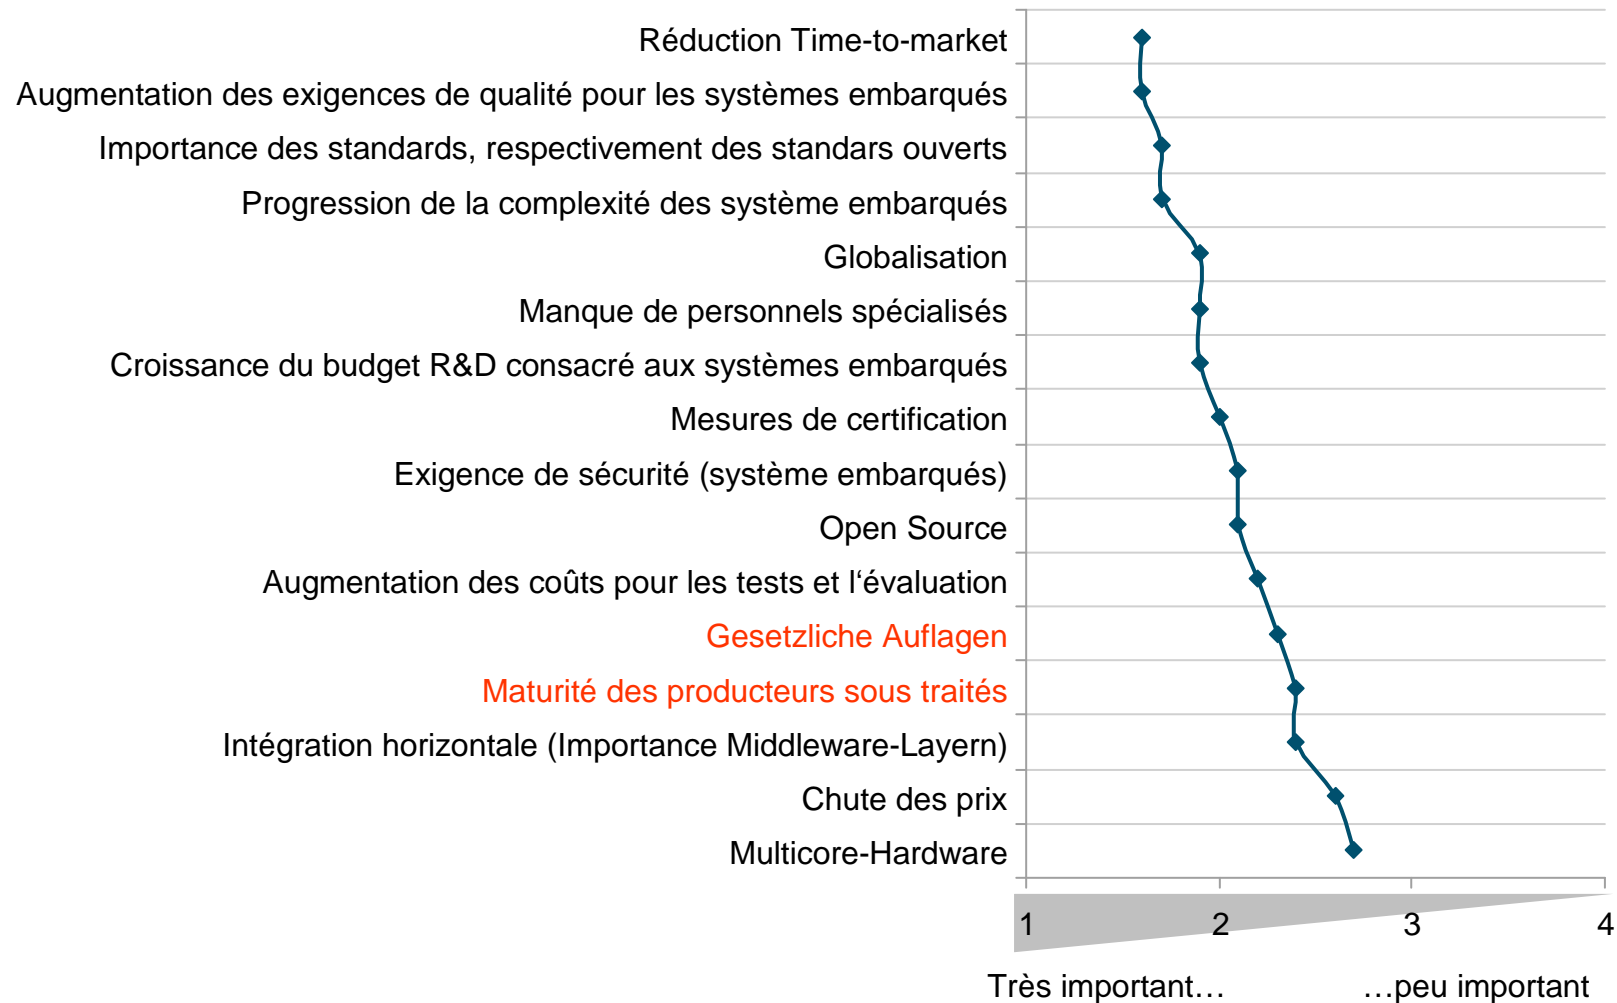 Réduction Time-to-market
Augmentation des exigences de qualité pour les systèmes embarqués
Importance des standards, respectivement des standars ouverts
Progression de la complexité des système embarqués
Globalisation
Manque de personnels spécialisés
Croissance du budget R&D consacré aux systèmes embarqués
Mesures de certification
Exigence de sécurité (système embarqués)
Open Source
Augmentation des coûts pour les tests et l‘évaluation
Gesetzliche Auflagen
Maturité des producteurs sous traités
Intégration horizontale (Importance Middleware-Layern)
Chute des prix
Multicore-Hardware
1 2 3 4
Très important… …peu important